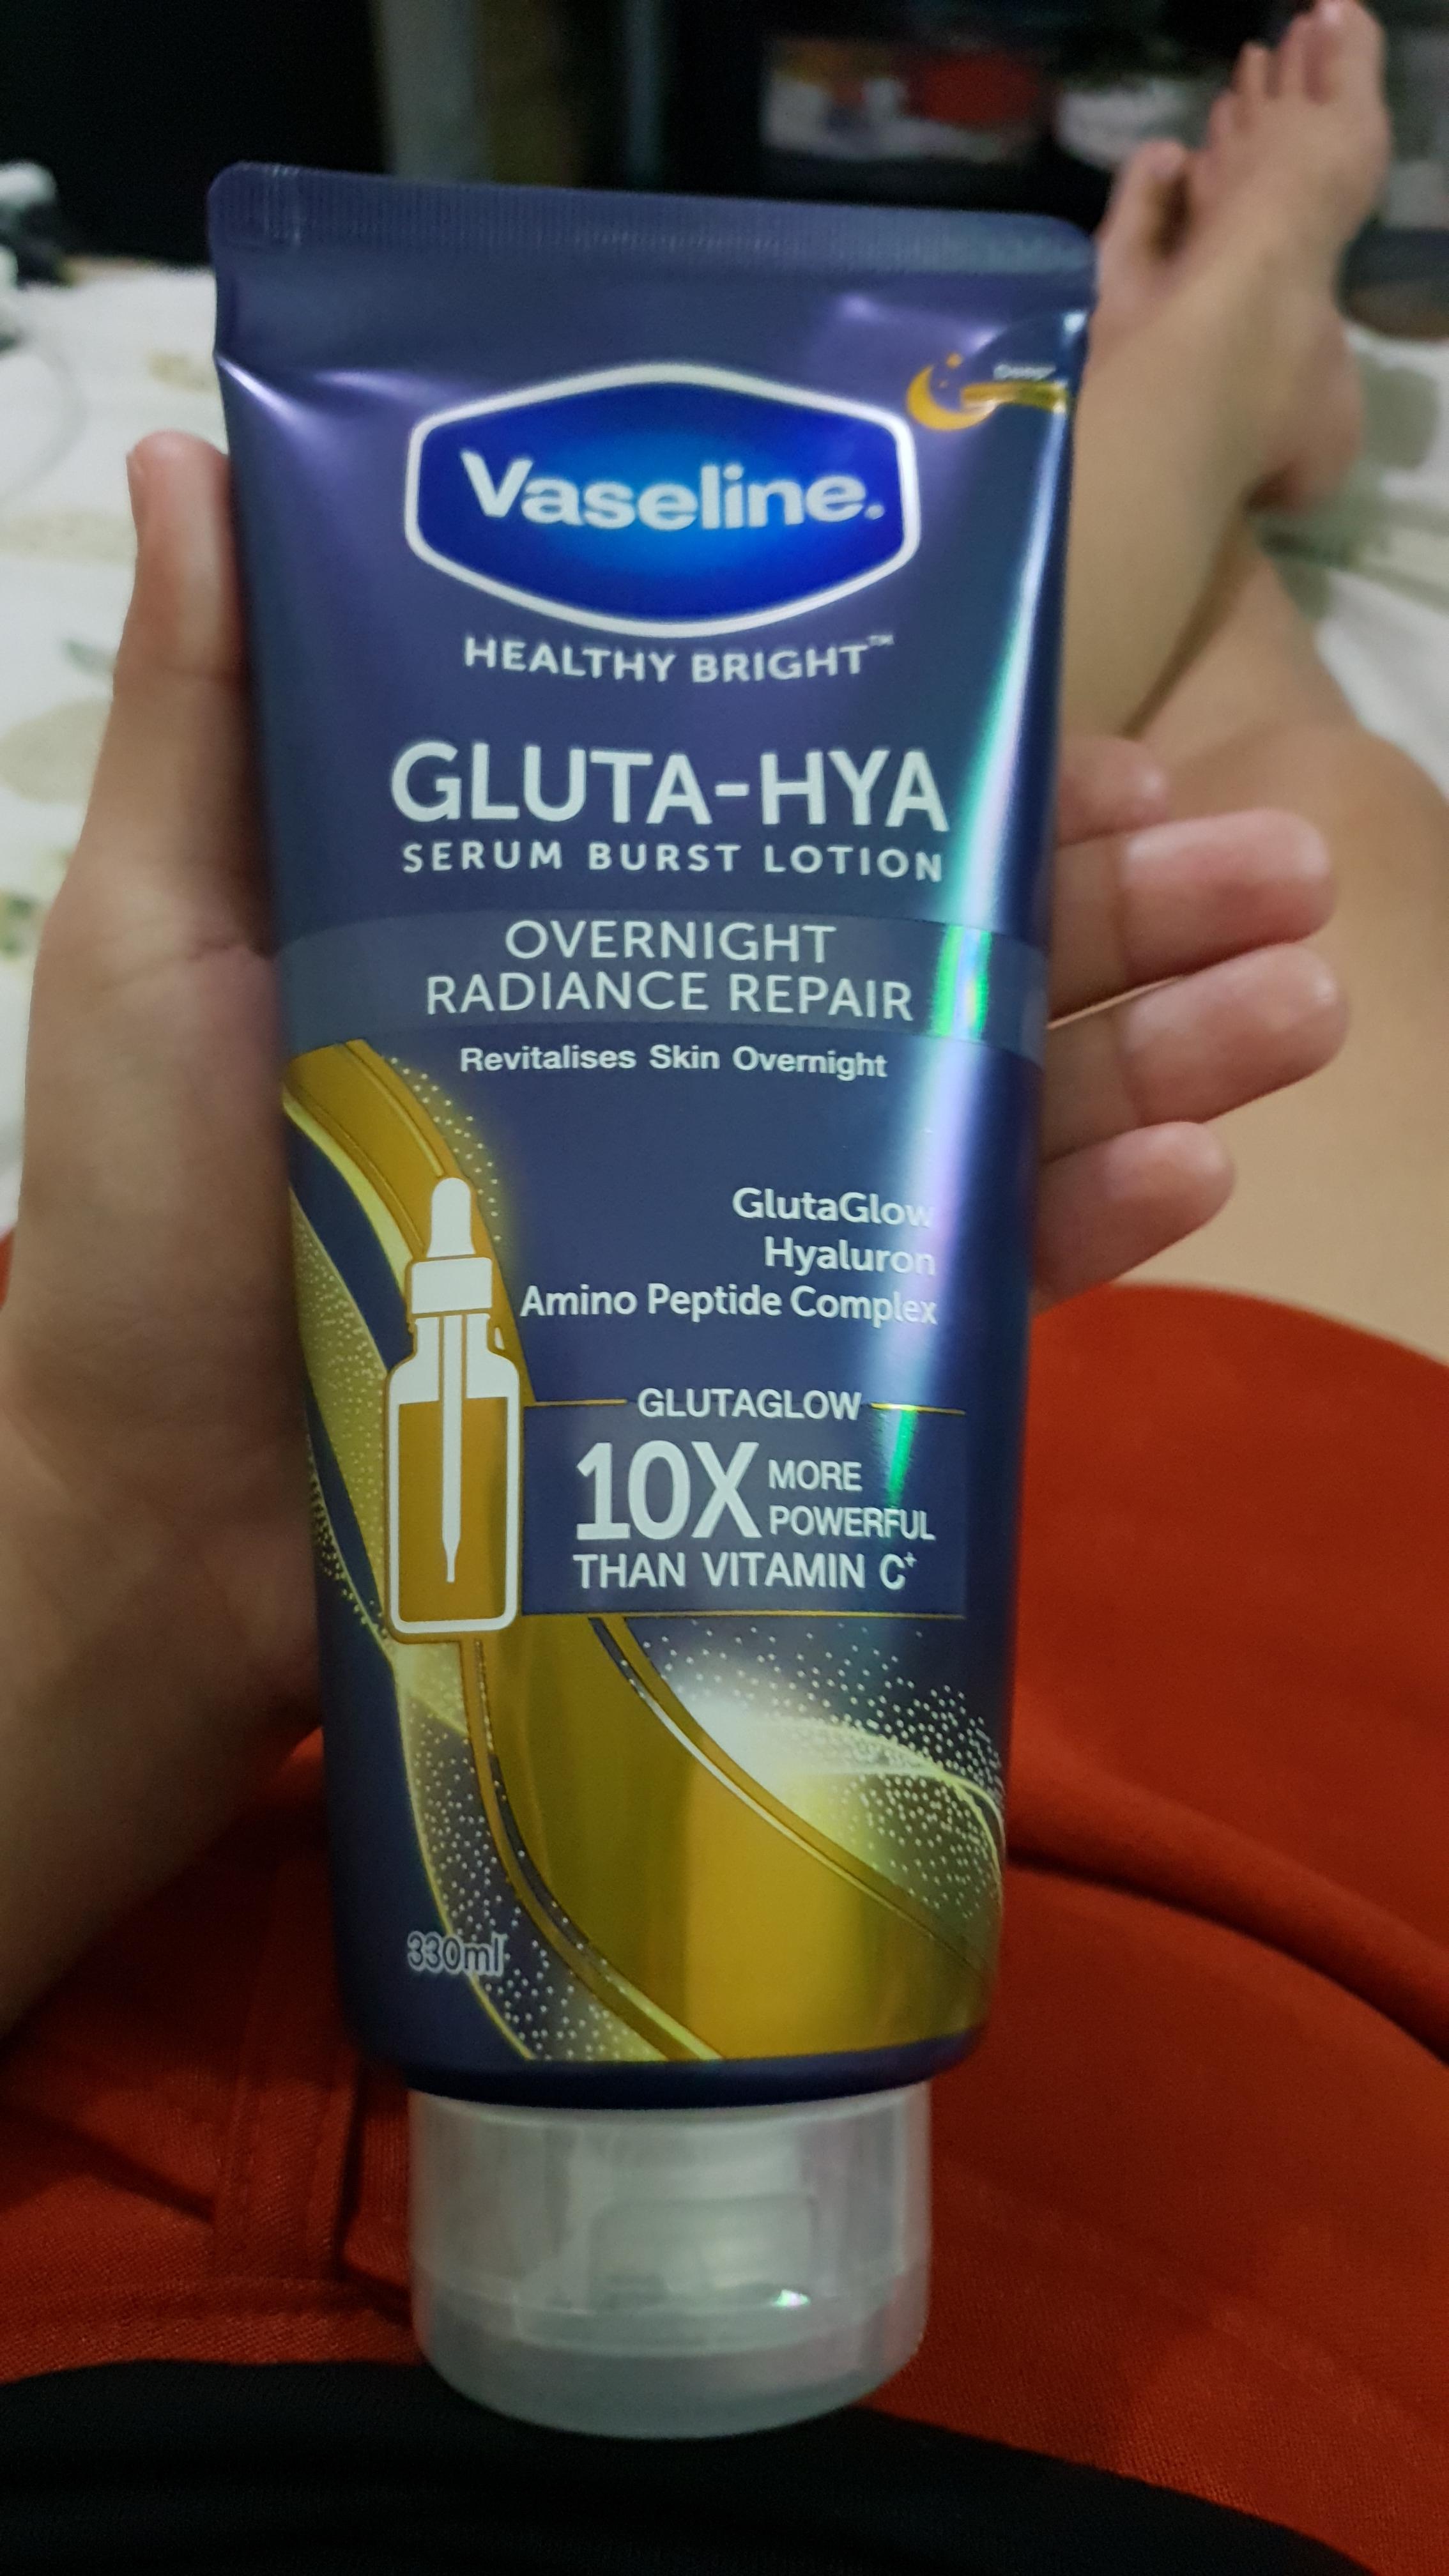 Vaseline.
HEALTHY BRIGHT™
GLUTA-HYA
SERUM BURST LOTION
OVERNIGHT
RADIANCE REPAIR
Revitalises Skin Overnight
GlutaGlow
Hyaluron
Amino Peptide Complex
GLUTAGLOW
10X MORE
POWERFUL
THAN VITAMIN C⁺
330ml